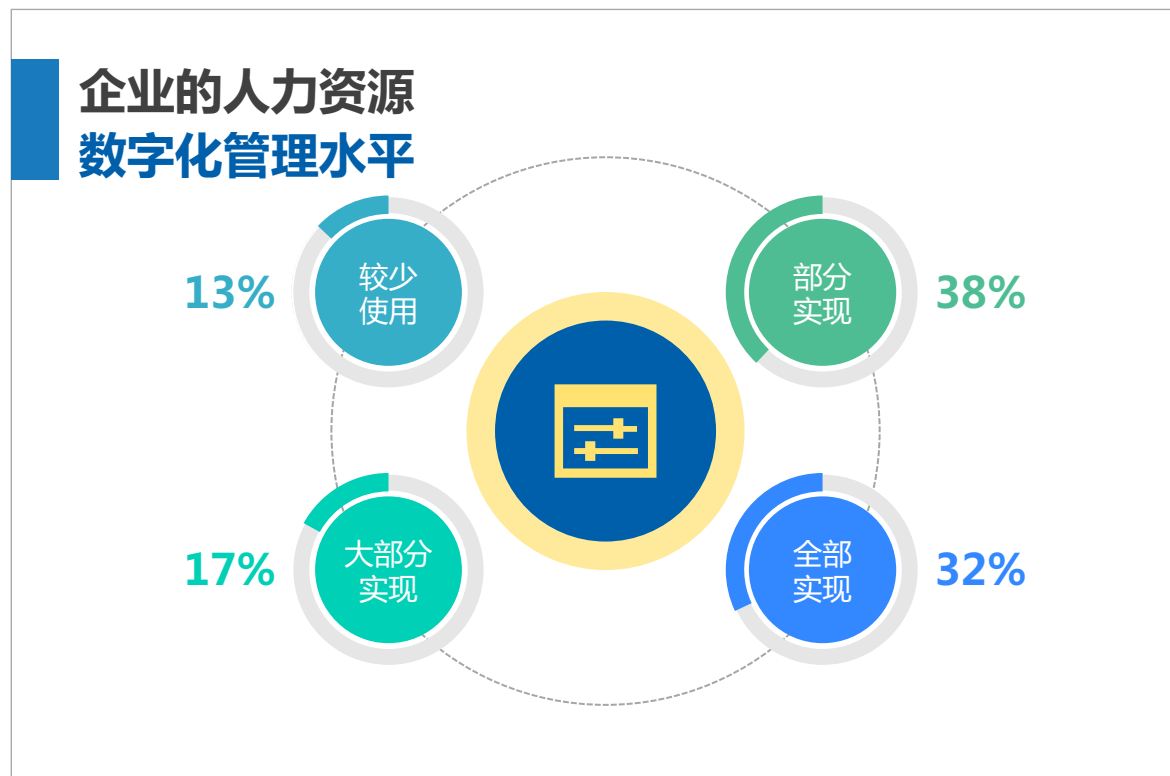 企业的人力资源
数字化管理水平
13%
较少
使用
部分
实现
38%
17%
大部分
实现
全部
实现
32%